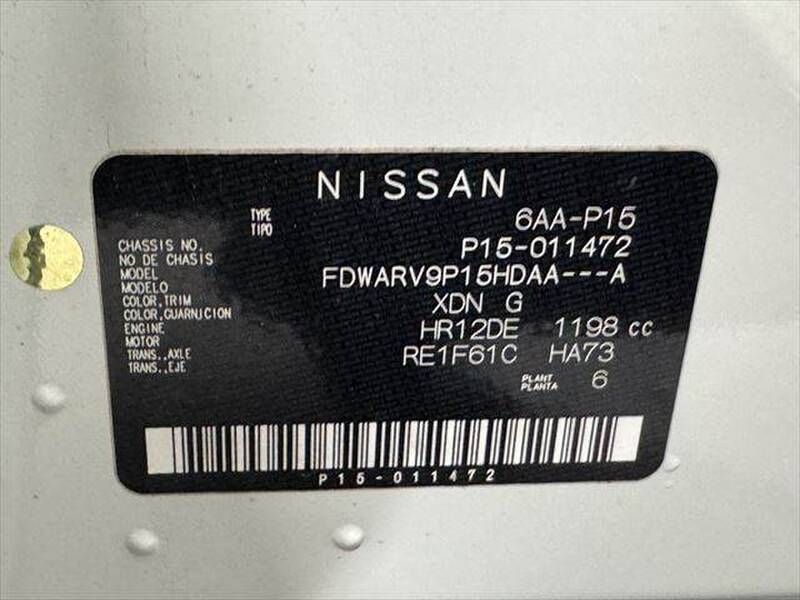 NISSAN
TYPE 6AA-P15
TIPO
CHASSIS NO. P15-011472
NO DE CHASIS
MODEL FDWARV9P15HDAA---A
MODELO
COLOR,TRIM XDN G
COLOR,GUARNICION
ENGINE HR12DE 1198 cc
MOTOR
TRANS.,AXLE RE1F61C HA73
TRANS.,EJE
PLANT 6
PLANTA
P15-011472